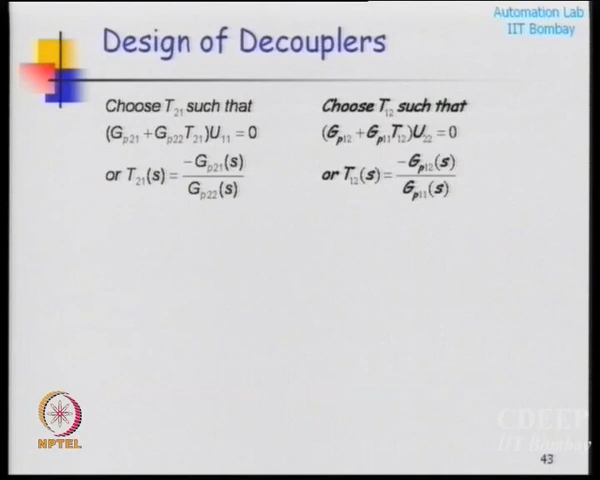 Automation Lab
IIT Bombay
Design of Decouplers
Choose T₂₁ such that
(Gₚ₂₁ + Gₚ₂₂T₂₁)U₁₁ = 0
or T₂₁(s) = −Gₚ₂₁(s) / Gₚ₂₂(s)
Choose T₁₂ such that
(Gₚ₁₂ + Gₚ₁₁T₁₂)U₂₂ = 0
or T₁₂(s) = −Gₚ₁₂(s) / Gₚ₁₁(s)
NPTEL
CDEEP
IIT Bombay
43